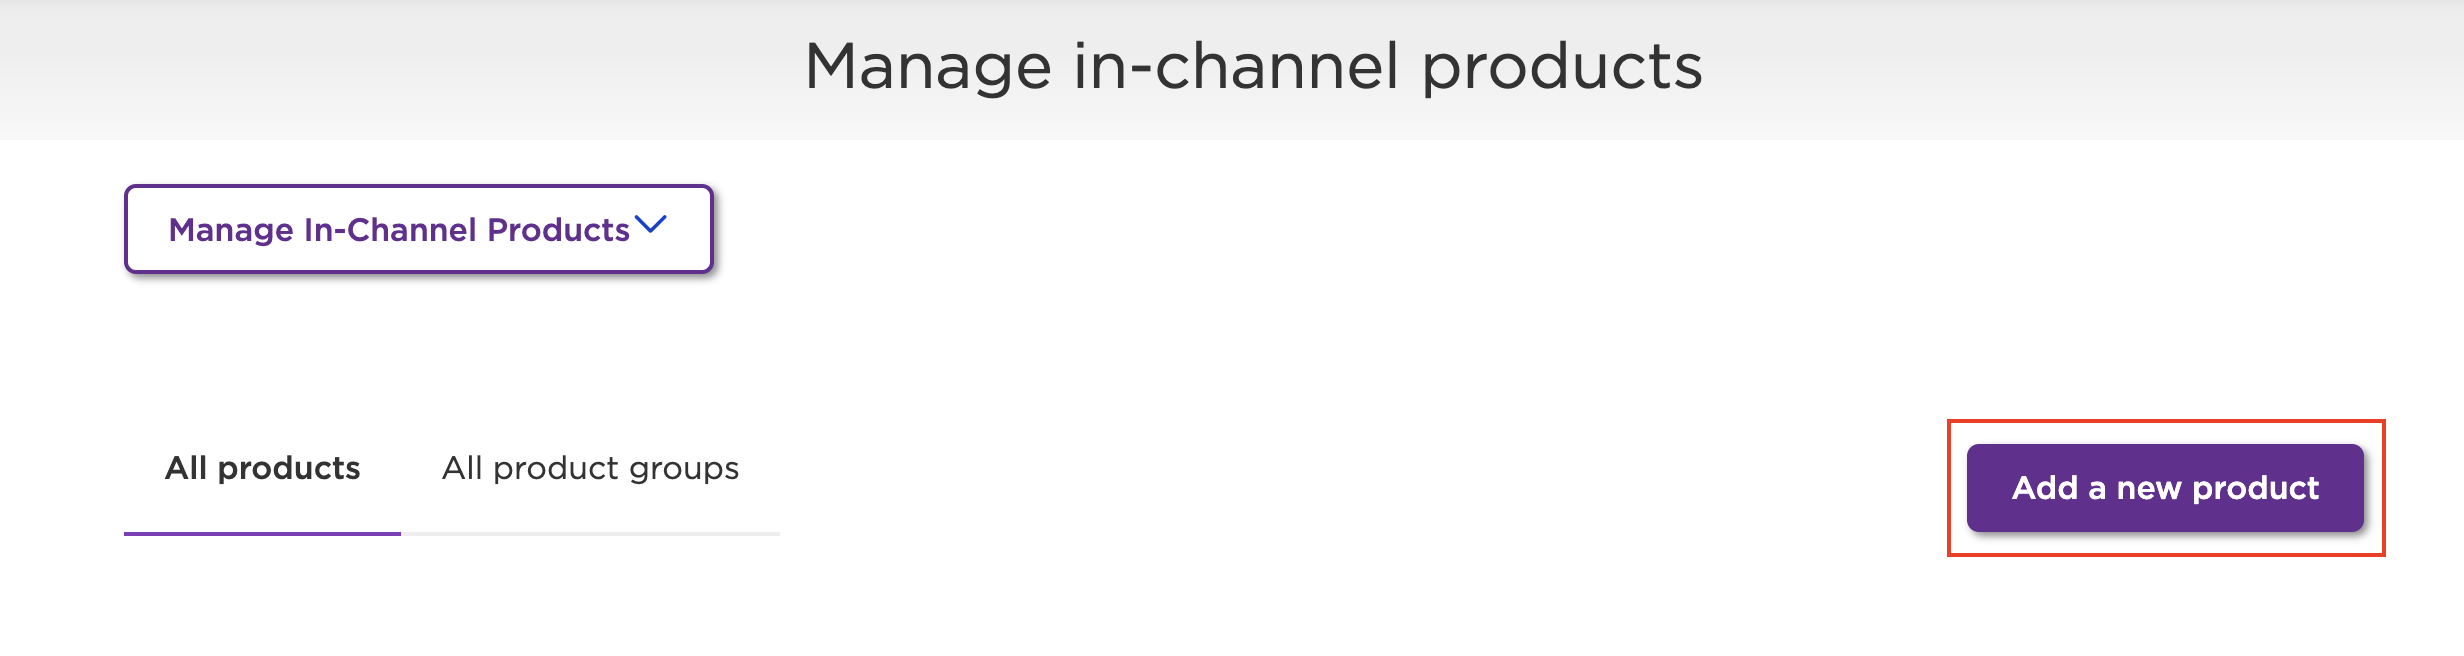 Manage in-channel products
Manage In-Channel Products
All products
All product groups
Add a new product